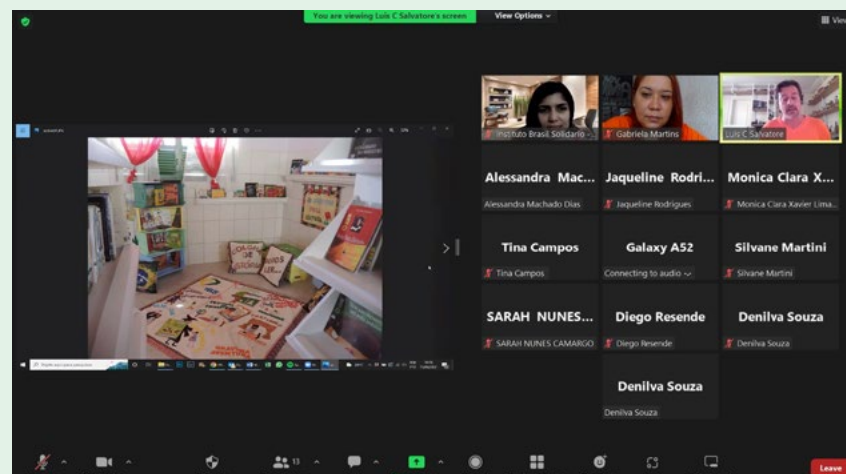 You are viewing Luis C Salvatore's screen
View Options
View
Instituto Brasil Solidário -...
Gabriela Martins
Luis C Salvatore
Alessandra Mac...
Alessandra Machado Dias
Jaqueline Rodri...
Jaqueline Rodrigues
Monica Clara X...
Monica Clara Xavier Lima...
Tina Campos
Tina Campos
Galaxy A52
Connecting to audio
Silvane Martini
Silvane Martini
SARAH NUNES...
SARAH NUNES CAMARGO
Diego Resende
Diego Resende
Denilva Souza
Denilva Souza
Denilva Souza
Denilva Souza
13
Leave